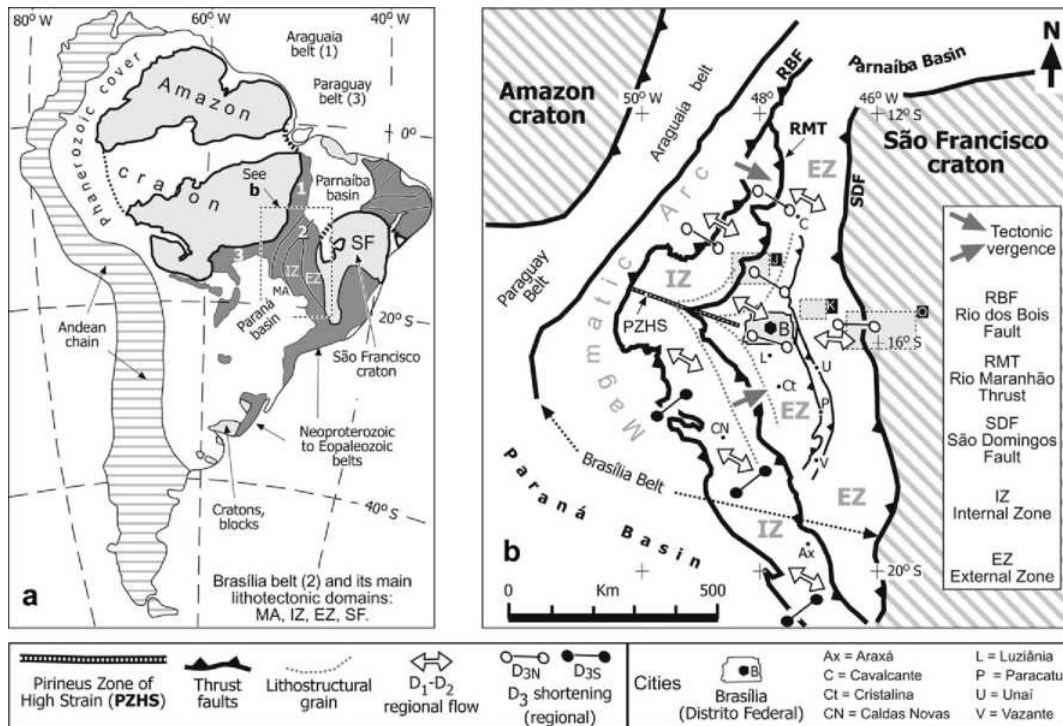 80° W
60° W
40° W
Araguaia
belt (1)
Paraguay
belt (3)
Phanerozoic cover
Amazon
craton
0°
See
b
Parnaíba
basin
1
2
3
SF
IZ
EZ
MA
Paraná
basin
20° S
Andean
chain
São Francisco
craton
Neoproterozoic
to Eopaleozoic
belts
Cratons,
blocks
40° S
a
Brasília belt (2) and its main
lithotectonic domains:
MA, IZ, EZ, SF.
N
Amazon
craton
50° W
Araguaia belt
RBF
48°
Parnaíba Basin
46° W
12° S
RMT
EZ
SDF
São Francisco
craton
Paraguay
Belt
Magmatic Arc
C
IZ
J
K
O
PZHS
B
16° S
L
U
Ct
EZ
P
CN
V
Brasília Belt
EZ
Paraná Basin
IZ
Ax
20° S
b
0
Km
500
Tectonic
vergence
RBF
Rio dos Bois
Fault
RMT
Rio Maranhão
Thrust
SDF
São Domingos
Fault
IZ
Internal Zone
EZ
External Zone
Pirineus Zone of
High Strain (PZHS)
Thrust
faults
Lithostructural
grain
D1-D2
regional flow
D3N
D3S
D3 shortening
(regional)
Cities
B
Brasília
(Distrito Federal)
Ax = Araxá
C = Cavalcante
Ct = Cristalina
CN = Caldas Novas
L = Luziânia
P = Paracatu
U = Unaí
V = Vazante